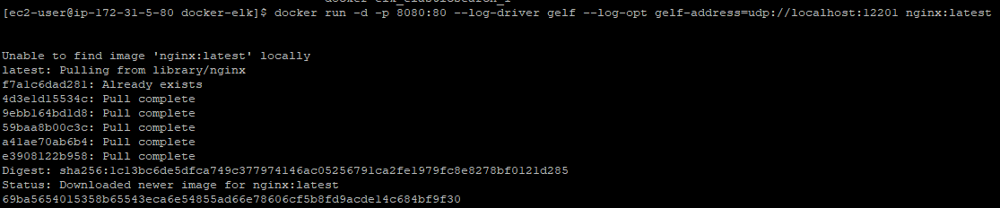 docker-elk_elasticsearch_1
[ec2-user@ip-172-31-5-80 docker-elk]$ docker run -d -p 8080:80 --log-driver gelf --log-opt gelf-address=udp://localhost:12201 nginx:latest
Unable to find image 'nginx:latest' locally
latest: Pulling from library/nginx
f7a1c6dad281: Already exists
4d3e1d15534c: Pull complete
9ebb164bd1d8: Pull complete
59baa8b00c3c: Pull complete
a41ae70ab6b4: Pull complete
e3908122b958: Pull complete
Digest: sha256:1c13bc6de5dfca749c377974146ac05256791ca2fe1979fc8e8278bf0121d285
Status: Downloaded newer image for nginx:latest
69ba5654015358b65543eca6e54855ad66e78606cf5b8fd9acde14c684bf9f30